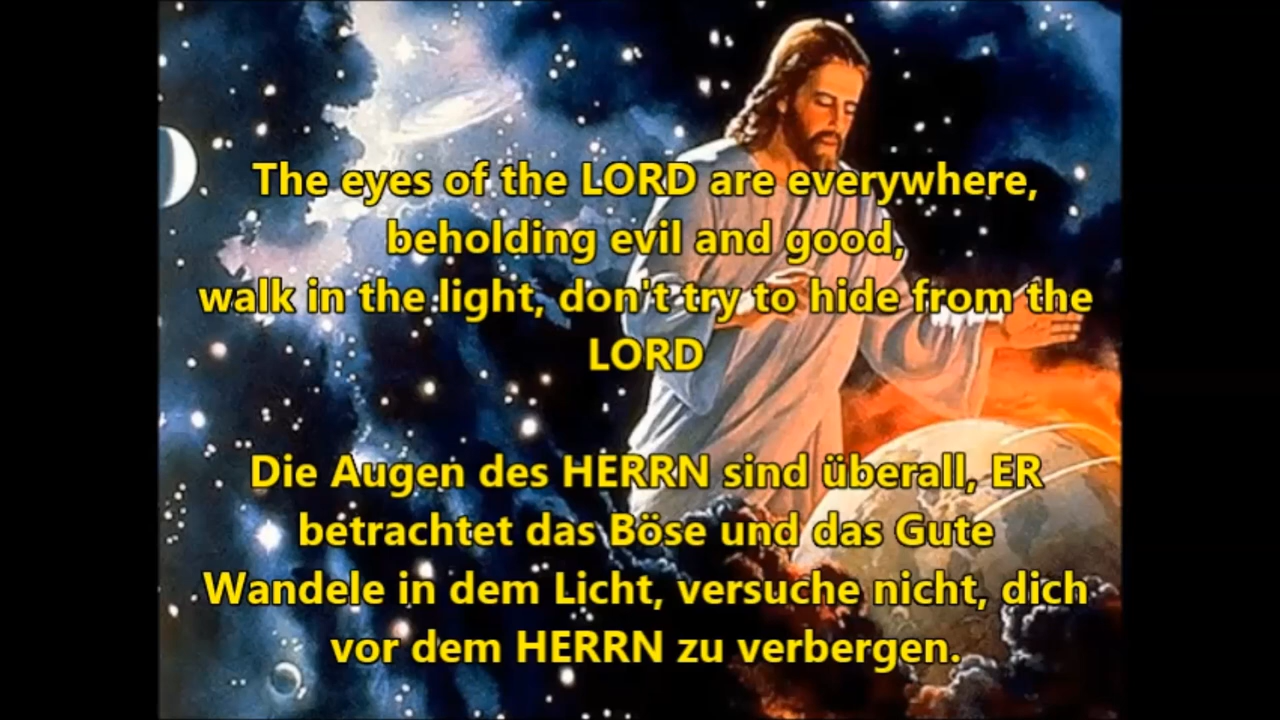 The eyes of the LORD are everywhere,
beholding evil and good,
walk in the light, don't try to hide from the
LORD
Die Augen des HERRN sind überall, ER
betrachtet das Böse und das Gute
Wandele in dem Licht, versuche nicht, dich
vor dem HERRN zu verbergen.